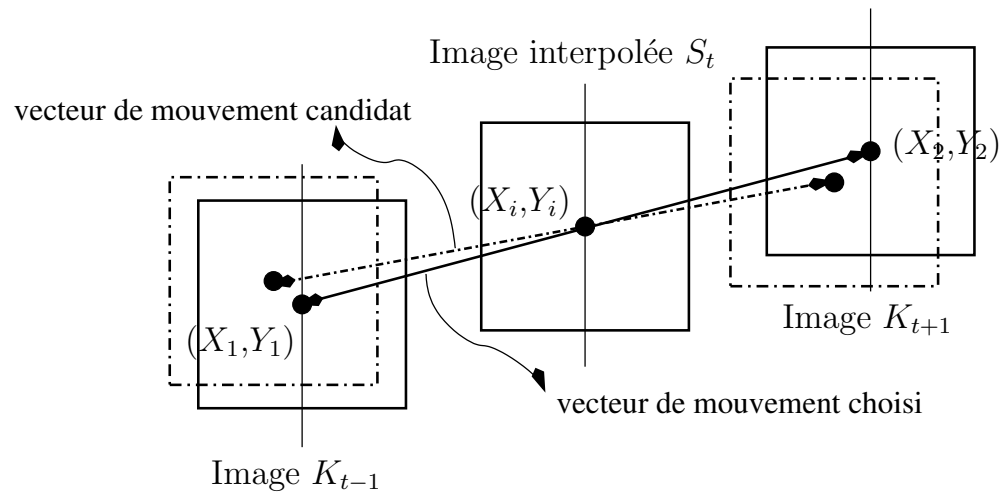 Image interpolée S_t
vecteur de mouvement candidat
(X_2,Y_2)
(X_i,Y_i)
Image K_{t+1}
(X_1,Y_1)
vecteur de mouvement choisi
Image K_{t−1}